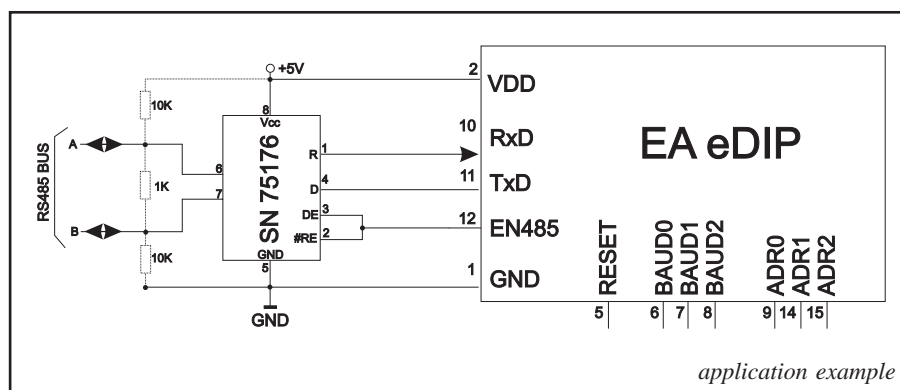 +5V
2
VDD
10K
8
Vcc
10
RxD
EA eDIP
A
R
1
6
RS485 BUS
1K
SN 75176
D
4
11
TxD
7
DE
3
12
EN485
B
#RE
2
10K
GND
5
1
GND
GND
RESET
BAUD0
BAUD1
BAUD2
ADR0
ADR1
ADR2
5
6
7
8
9
14
15
application example